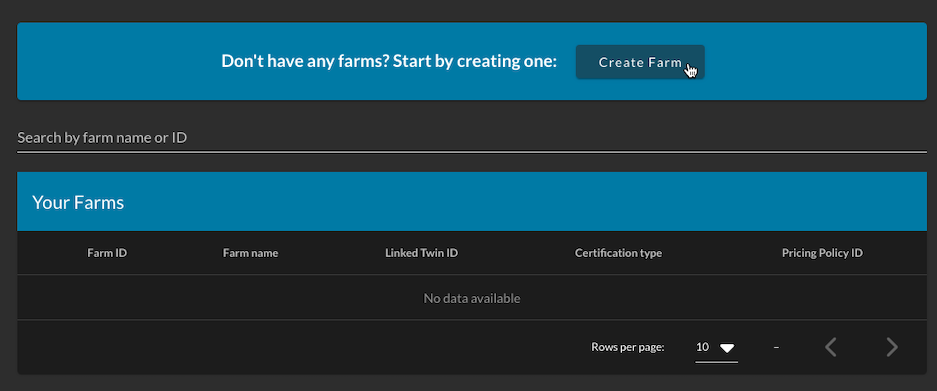 Don't have any farms? Start by creating one: Create Farm
Search by farm name or ID
Your Farms
Farm ID Farm name Linked Twin ID Certification type Pricing Policy ID
No data available
Rows per page: 10 –